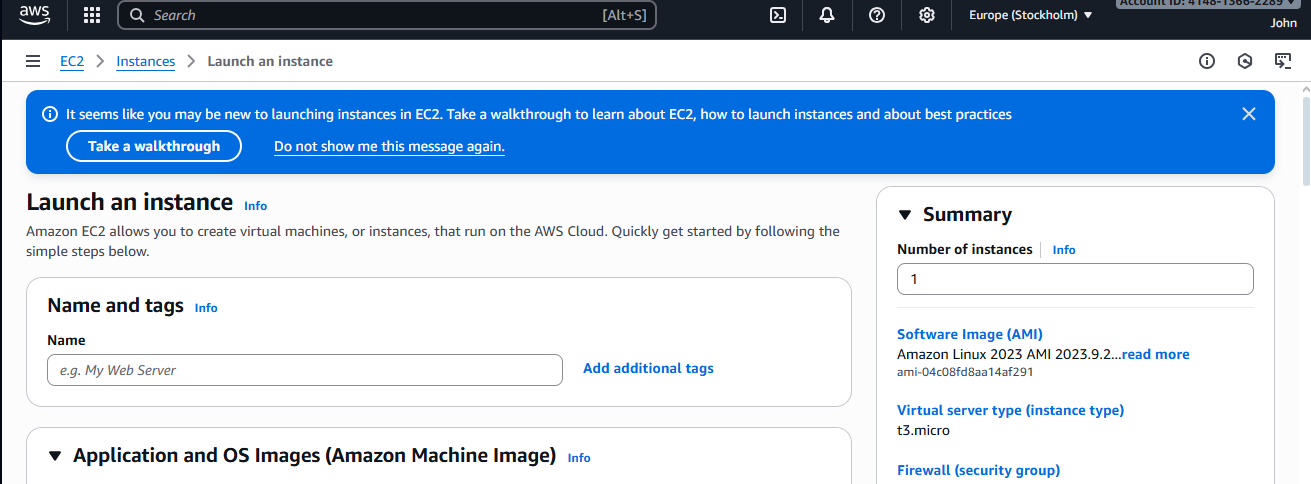 aws
Search [Alt+S]
Europe (Stockholm)
Account ID: 4148-1366-2289
John
EC2 Instances Launch an instance
It seems like you may be new to launching instances in EC2. Take a walkthrough to learn about EC2, how to launch instances and about best practices
Take a walkthrough Do not show me this message again.
Launch an instance Info
Amazon EC2 allows you to create virtual machines, or instances, that run on the AWS Cloud. Quickly get started by following the
simple steps below.
Name and tags Info
Name
e.g. My Web Server
Add additional tags
Application and OS Images (Amazon Machine Image) Info
Summary
Number of instances Info
1
Software Image (AMI)
Amazon Linux 2023 AMI 2023.9.2...read more
ami-04c08fd8aa14af291
Virtual server type (instance type)
t3.micro
Firewall (security group)